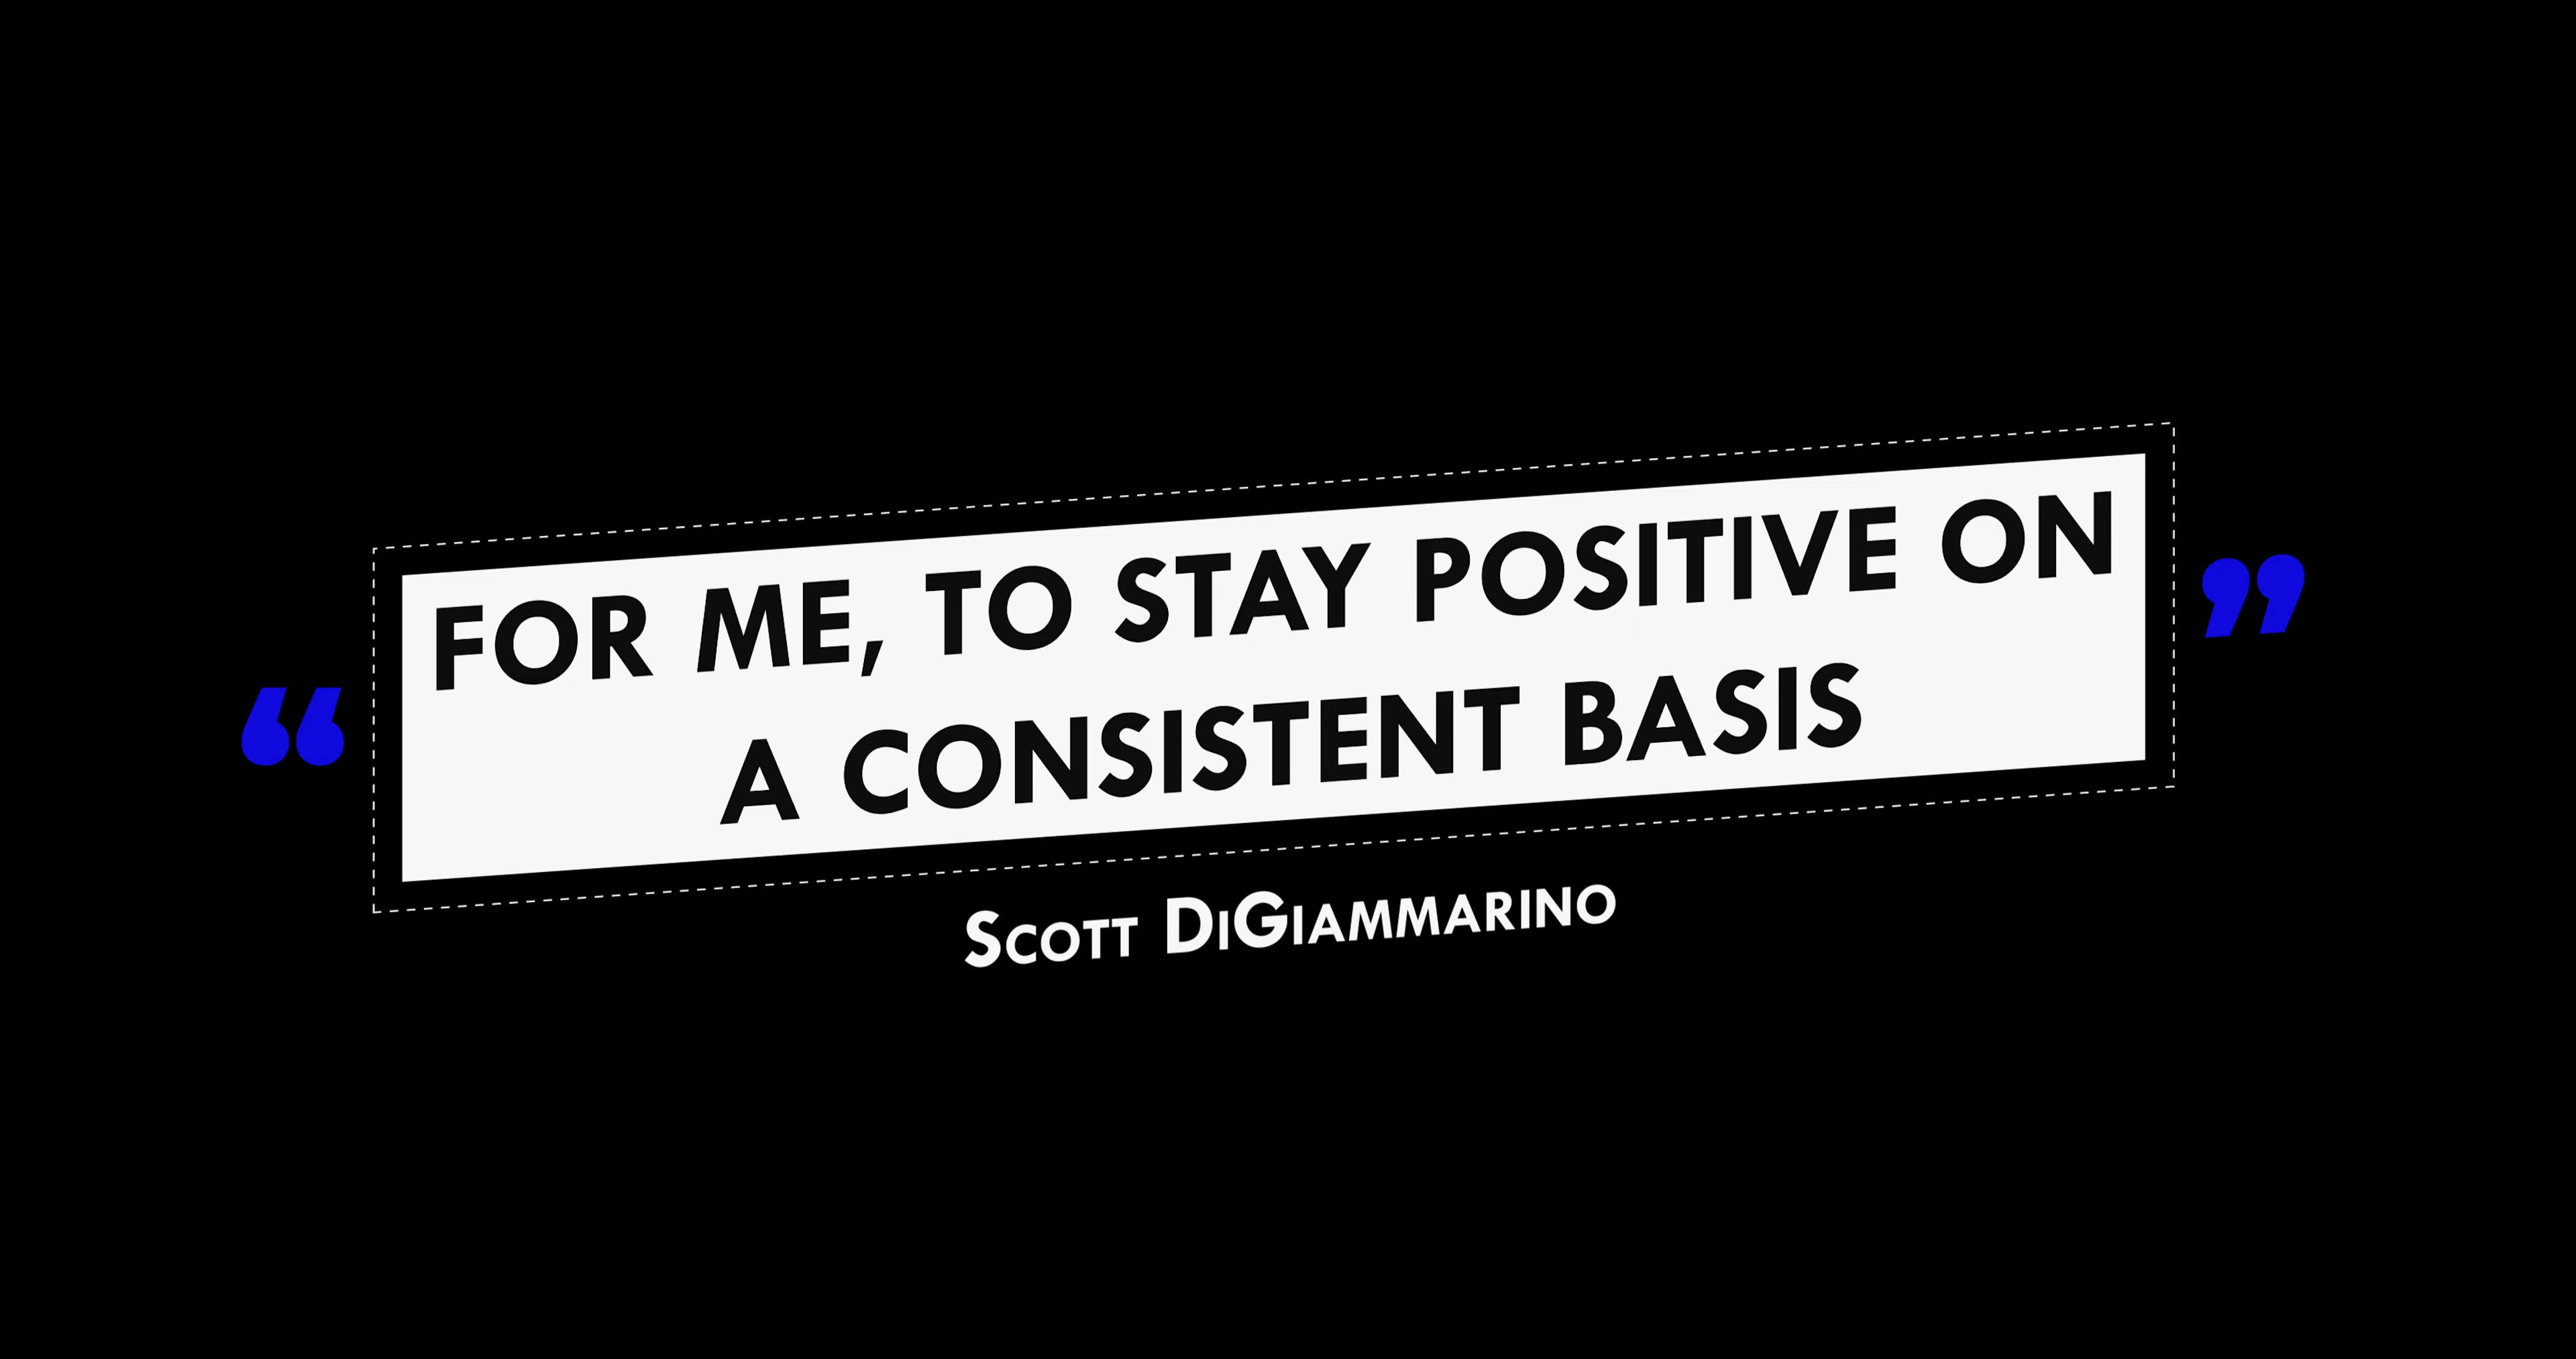 “FOR ME, TO STAY POSITIVE ON
A CONSISTENT BASIS”
Scott DiGiammarino